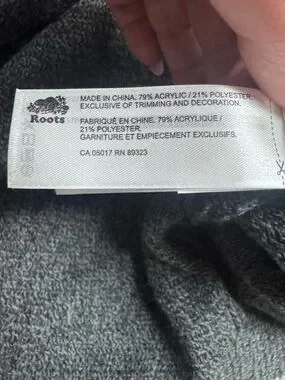 Roots
MADE IN CHINA. 79% ACRYLIC / 21% POLYESTER.
EXCLUSIVE OF TRIMMING AND DECORATION.
FABRIQUÉ EN CHINE. 79% ACRYLIQUE /
21% POLYESTER.
GARNITURE ET EMPIÈCEMENT EXCLUSIFS.
CA 05017 RN 89323